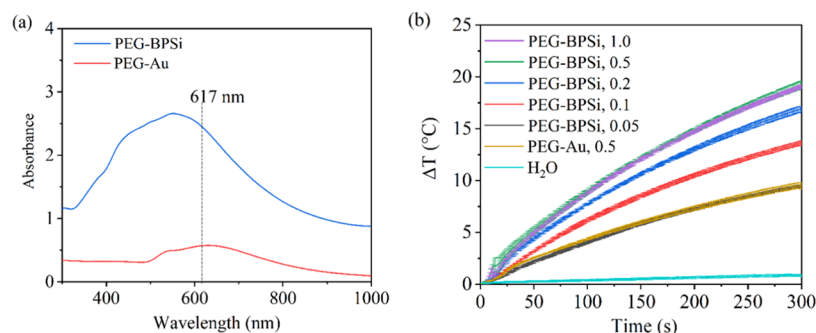 (a)
4
3
2
1
0
Absorbance
PEG-BPSi
PEG-Au
617 nm
400
600
800
1000
Wavelength (nm)
(b)
25
20
15
10
5
0
ΔT (°C)
PEG-BPSi, 1.0
PEG-BPSi, 0.5
PEG-BPSi, 0.2
PEG-BPSi, 0.1
PEG-BPSi, 0.05
PEG-Au, 0.5
H₂O
0
50
100
150
200
250
300
Time (s)